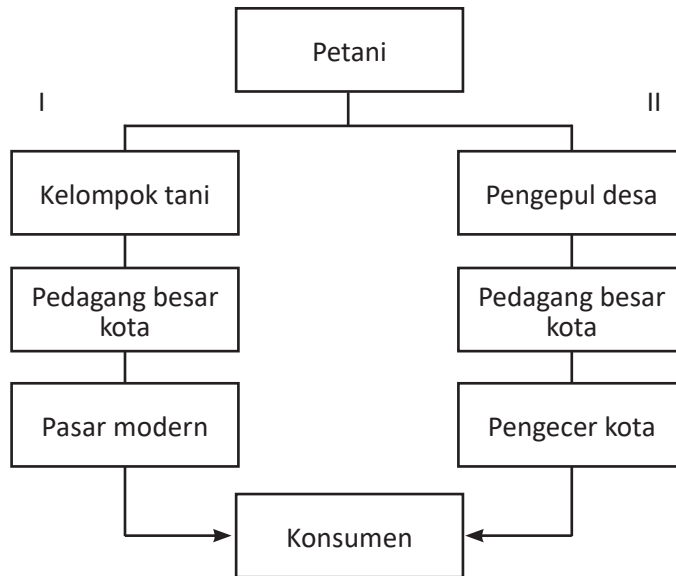 Petani
I
II
Kelompok tani
Pengepul desa
Pedagang besar
kota
Pedagang besar
kota
Pasar modern
Pengecer kota
Konsumen